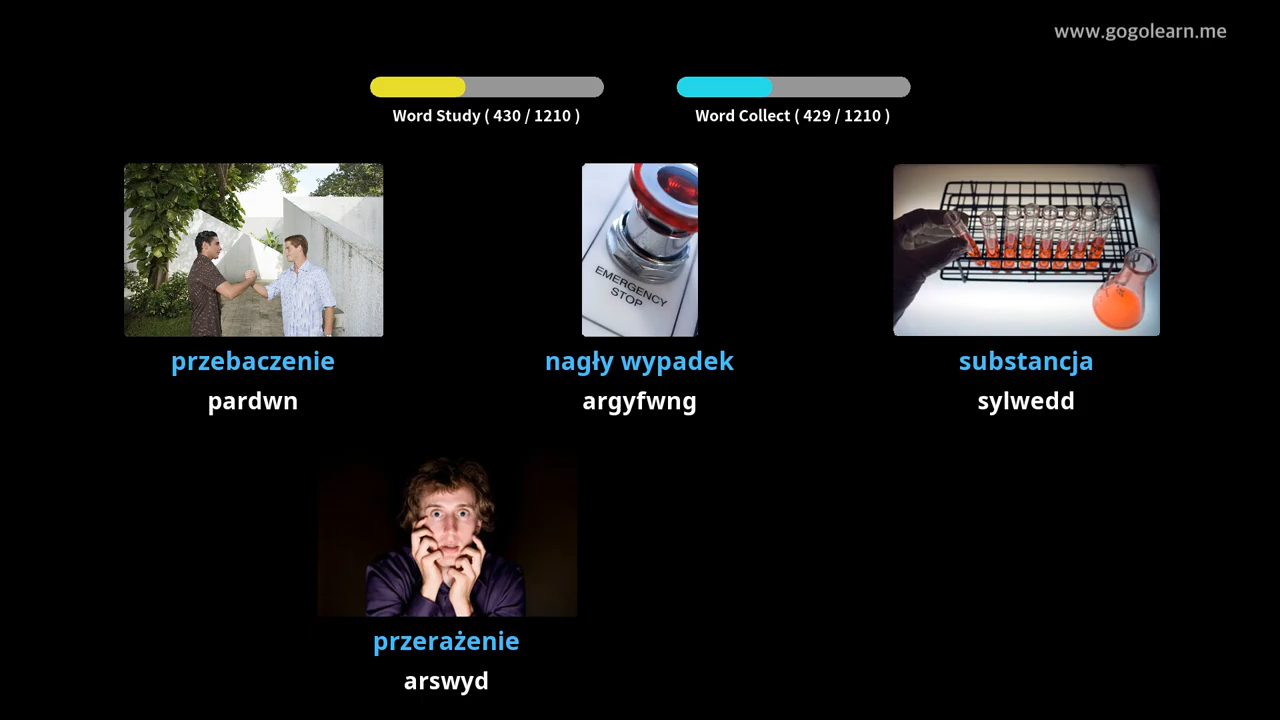 www.gogolearn.me
Word Study ( 430 / 1210 )
Word Collect ( 429 / 1210 )
EMERGENCY
STOP
przebaczenie
pardwn
nagły wypadek
argyfwng
substancja
sylwedd
przerażenie
arswyd